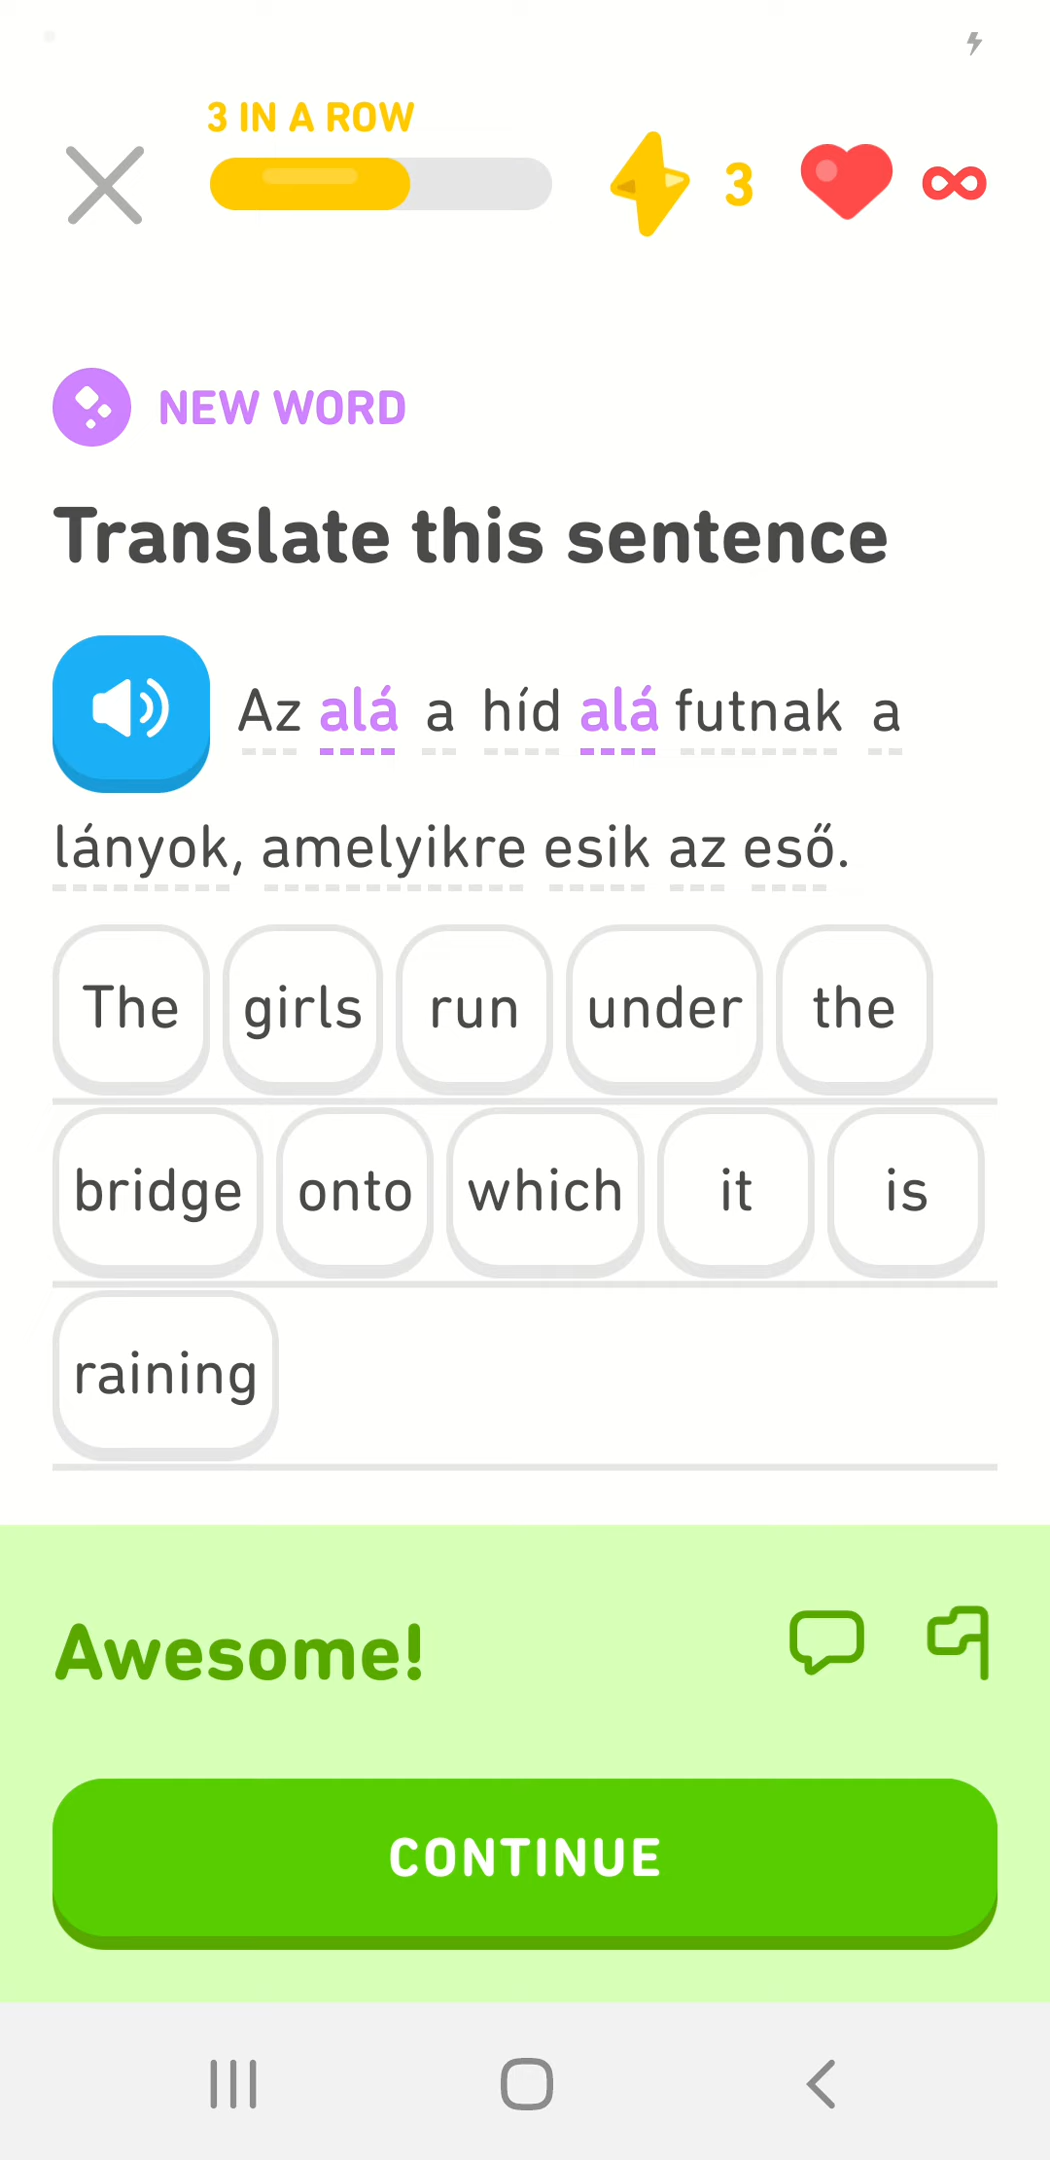 3 IN A ROW
3 ∞
NEW WORD
Translate this sentence
Az alá a híd alá futnak a
lányok, amelyikre esik az eső.
The girls run under the
bridge onto which it is
raining
Awesome!
CONTINUE